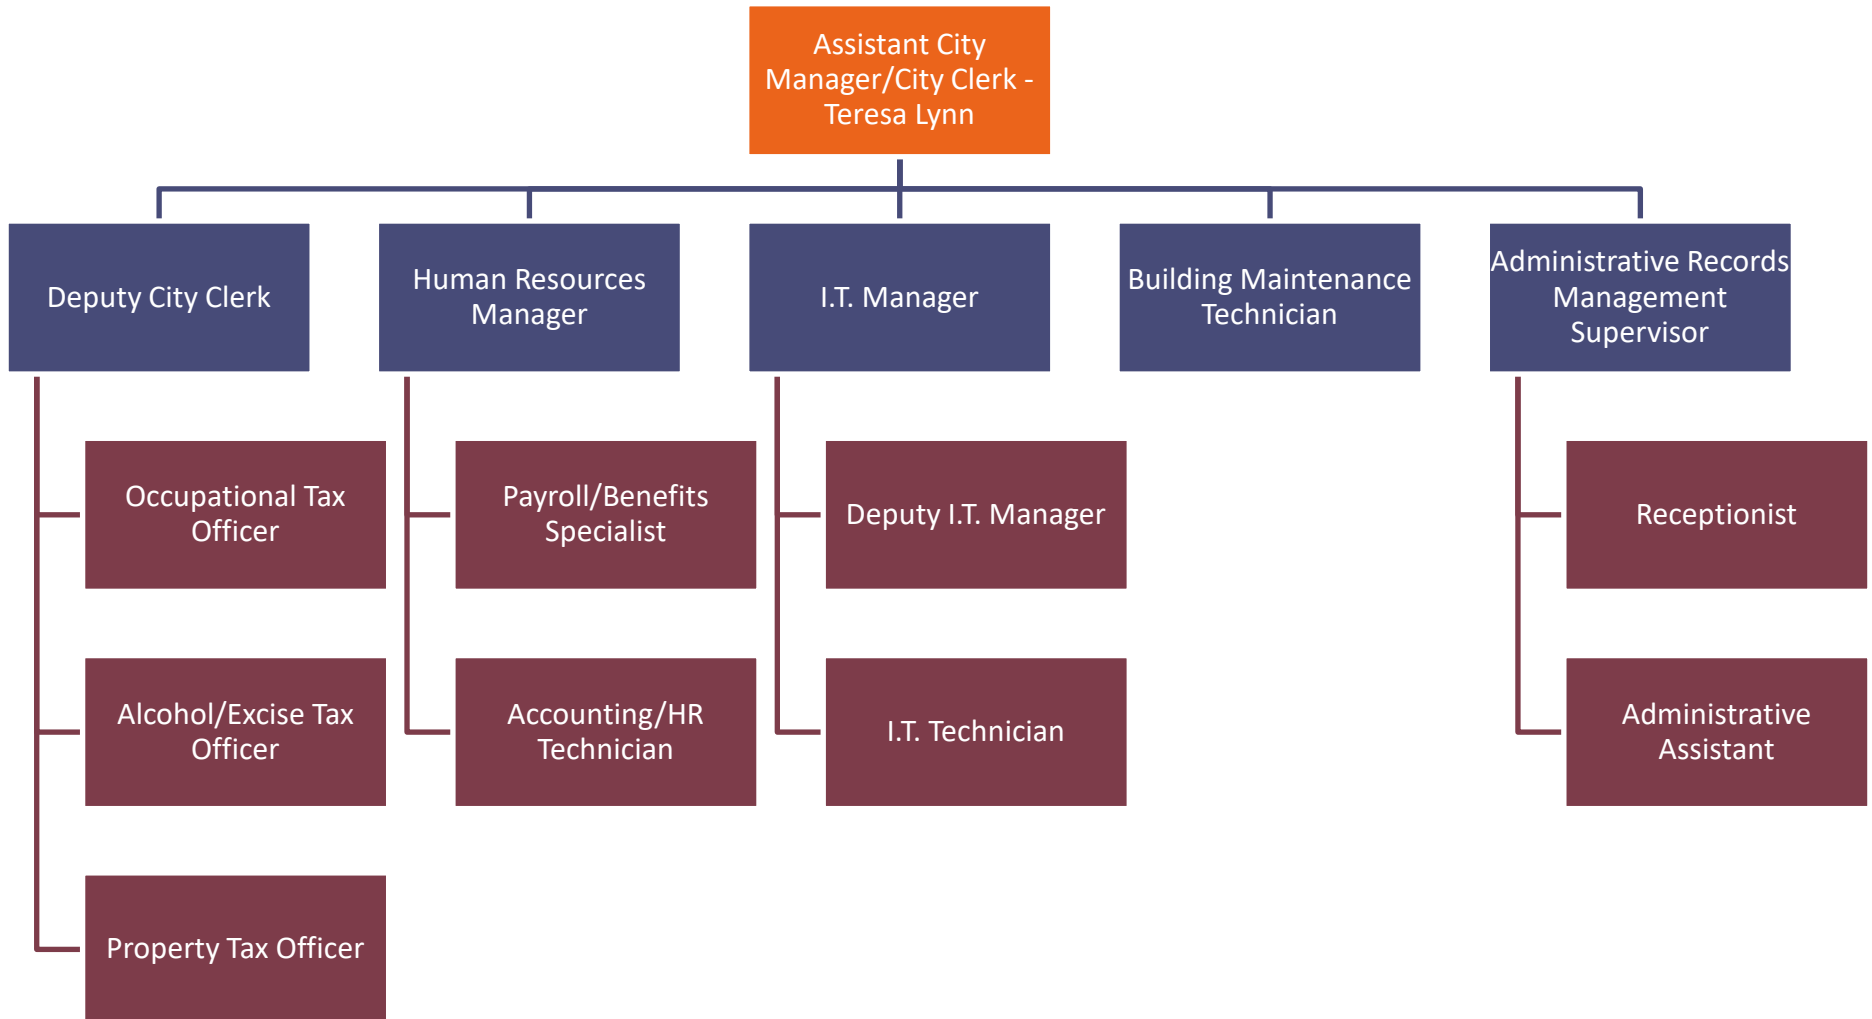 Assistant City
Manager/City Clerk -
Teresa Lynn
Deputy City Clerk
Human Resources
Manager
I.T. Manager
Building Maintenance
Technician
Administrative Records
Management
Supervisor
Occupational Tax
Officer
Payroll/Benefits
Specialist
Deputy I.T. Manager
Receptionist
Alcohol/Excise Tax
Officer
Accounting/HR
Technician
I.T. Technician
Administrative
Assistant
Property Tax Officer